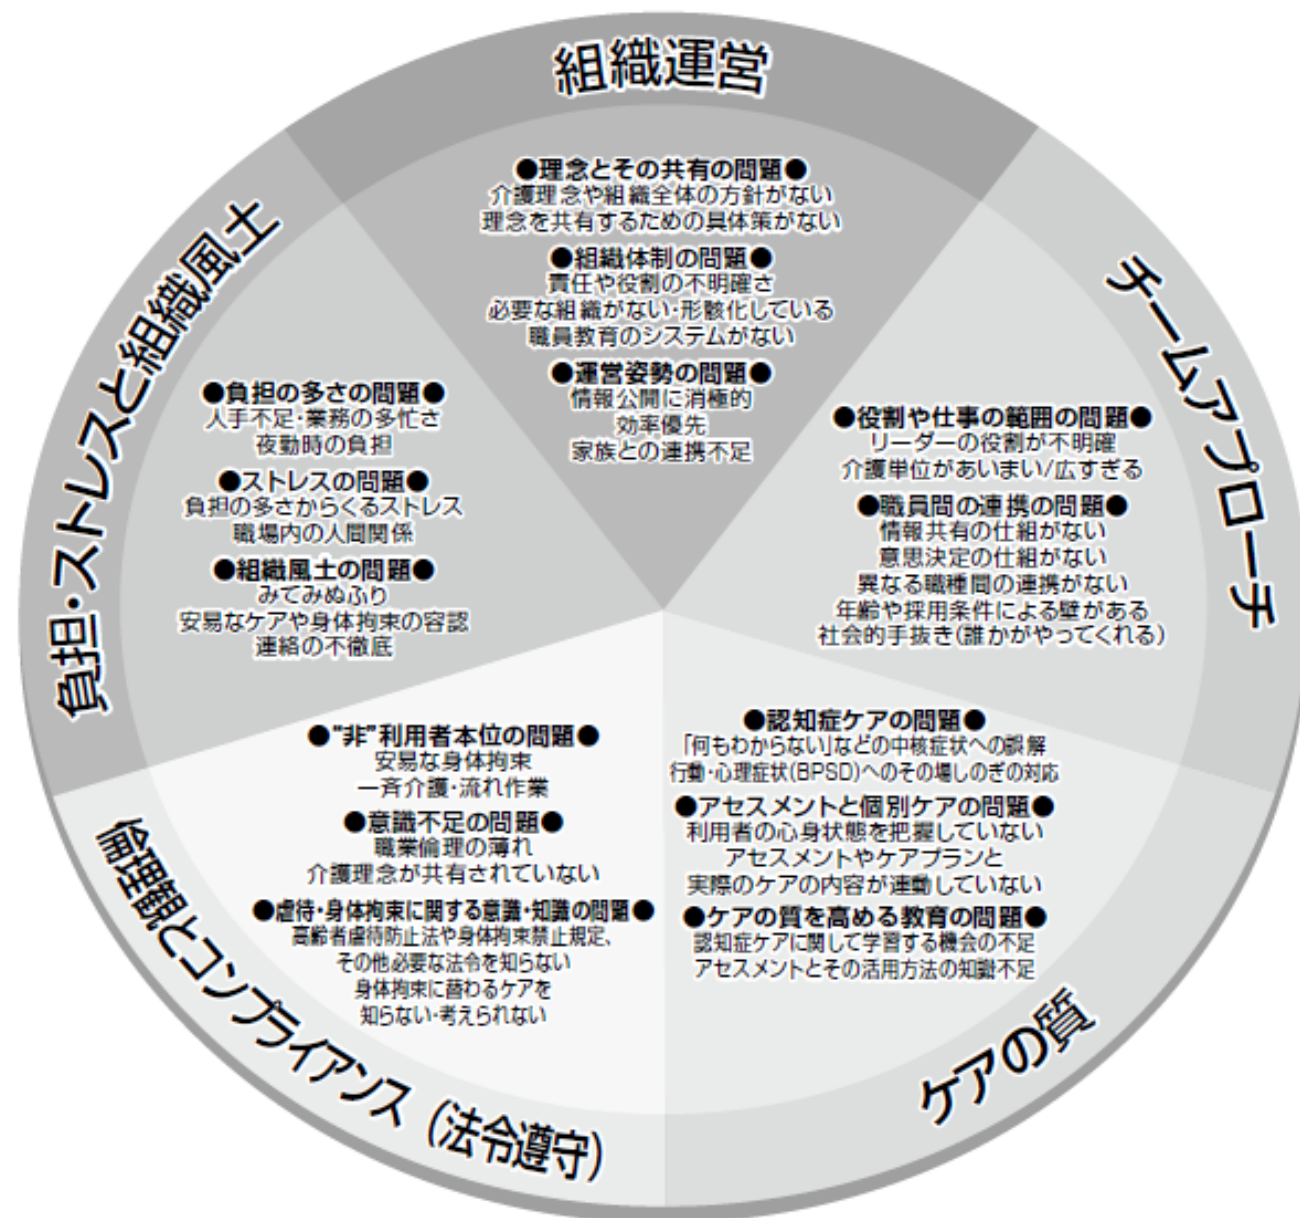 組織運営
●理念とその共有の問題●
介護理念や組織全体の方針がない
理念を共有するための具体策がない
●組織体制の問題●
責任や役割の不明確さ
必要な組織がない・形骸化している
職員教育のシステムがない
●運営姿勢の問題●
情報公開に消極的
効率優先
家族との連携不足
チームアプローチ
●役割や仕事の範囲の問題●
リーダーの役割が不明確
介護単位があいまい/広すぎる
●職員間の連携の問題●
情報共有の仕組がない
意思決定の仕組がない
異なる職種間の連携がない
年齢や採用条件による壁がある
社会的手抜き(誰かがやってくれる)
ケアの質
●認知症ケアの問題●
「何もわからない」などの中核症状への誤解
行動・心理症状(BPSD)へのその場しのぎの対応
●アセスメントと個別ケアの問題●
利用者の心身状態を把握していない
アセスメントやケアプランと
実際のケアの内容が連動していない
●ケアの質を高める教育の問題●
認知症ケアに関して学習する機会の不足
アセスメントとその活用方法の知識不足
倫理観とコンプライアンス（法令遵守）
●“非”利用者本位の問題●
安易な身体拘束
一斉介護・流れ作業
●意識不足の問題●
職業倫理の薄れ
介護理念が共有されていない
●虐待・身体拘束に関する意識・知識の問題●
高齢者虐待防止法や身体拘束禁止規定、
その他必要な法令を知らない
身体拘束に替わるケアを
知らない・考えられない
負担・ストレスと組織風土
●負担の多さの問題●
人手不足・業務の多忙さ
夜勤時の負担
●ストレスの問題●
負担の多さからくるストレス
職場内の人間関係
●組織風土の問題●
みてみぬふり
安易なケアや身体拘束の容認
連絡の不徹底